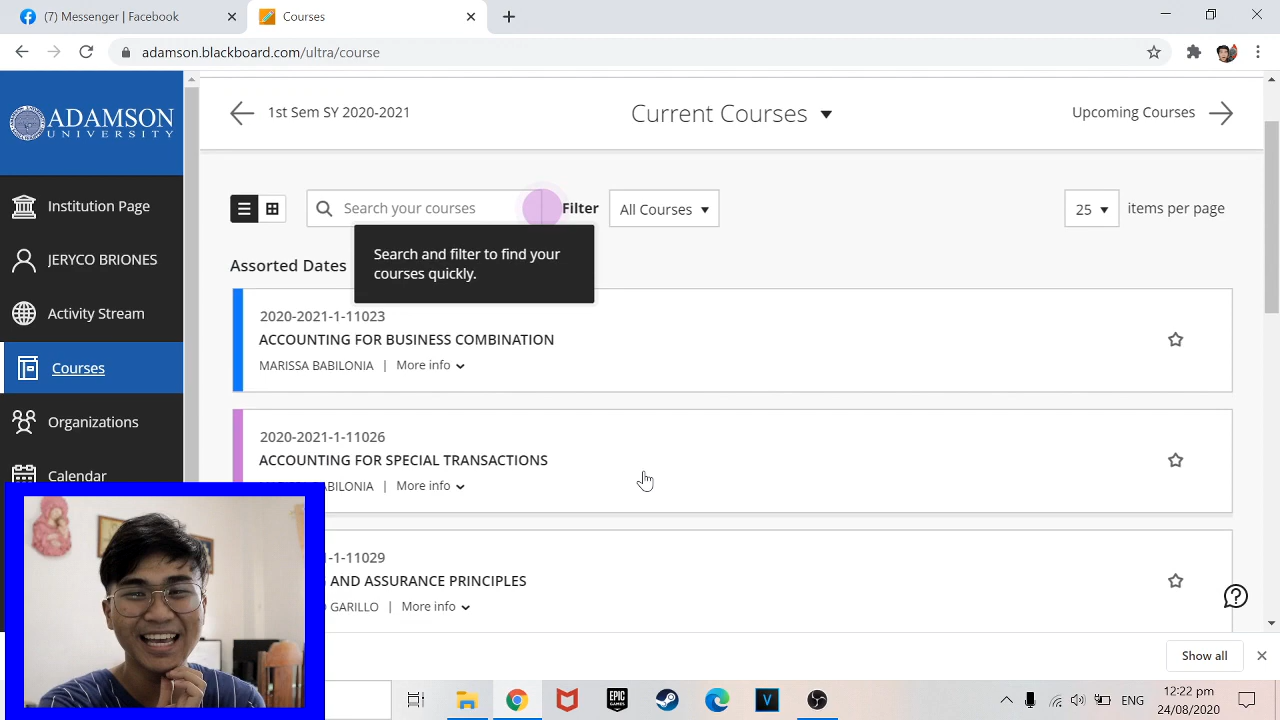 (7) Messenger | Facebook
Courses
adamson.blackboard.com/ultra/course
ADAMSON
UNIVERSITY
1st Sem SY 2020-2021
Current Courses
Upcoming Courses
Institution Page
JERYCO BRIONES
Activity Stream
Courses
Organizations
Calendar
Search your courses
Filter
All Courses
25
items per page
Search and filter to find your
courses quickly.
Assorted Dates
2020-2021-1-11023
ACCOUNTING FOR BUSINESS COMBINATION
MARISSA BABILONIA | More info
2020-2021-1-11026
ACCOUNTING FOR SPECIAL TRANSACTIONS
BABILONIA | More info
-1-11029
AND ASSURANCE PRINCIPLES
GARILLO | More info
Show all
EPIC
GAMES
V
ENG
12:22 pm
24/08/2020